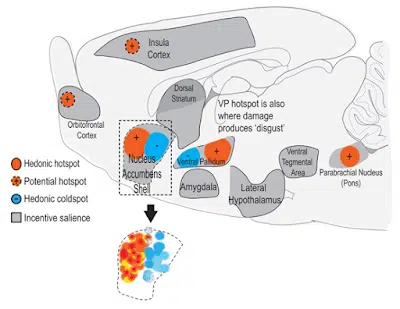 Insula
Cortex
Dorsal
Striatum
VP hotspot is also
where damage
produces 'disgust'
Orbitofrontal
Cortex
Nucleus
Accumbens
Shell
Ventral Pallidum
Ventral
Tegmental
Area
Parabrachial Nucleus
(Pons)
Amygdala
Lateral
Hypothalamus
Hedonic hotspot
Potential hotspot
Hedonic coldspot
Incentive salience